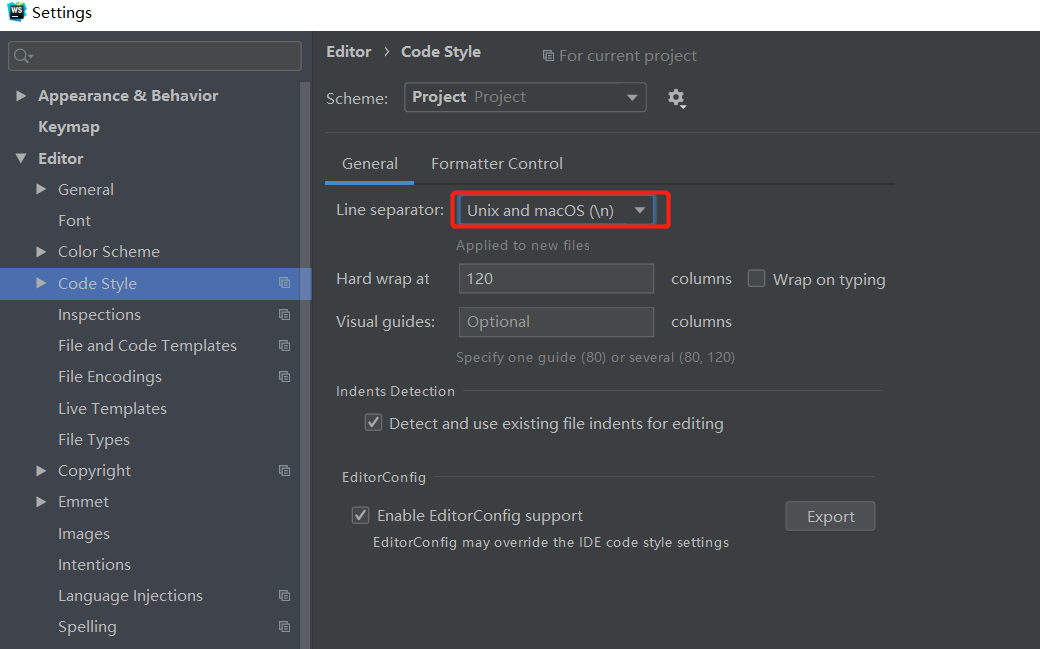 WS
Settings
Appearance & Behavior
Keymap
Editor
General
Font
Color Scheme
Code Style
Inspections
File and Code Templates
File Encodings
Live Templates
File Types
Copyright
Emmet
Images
Intentions
Language Injections
Spelling
Editor › Code Style For current project
Scheme: Project Project
General Formatter Control
Line separator: Unix and macOS (\n)
Applied to new files
Hard wrap at 120 columns Wrap on typing
Visual guides: Optional columns
Specify one guide (80) or several (80, 120)
Indents Detection
Detect and use existing file indents for editing
EditorConfig
Enable EditorConfig support Export
EditorConfig may override the IDE code style settings